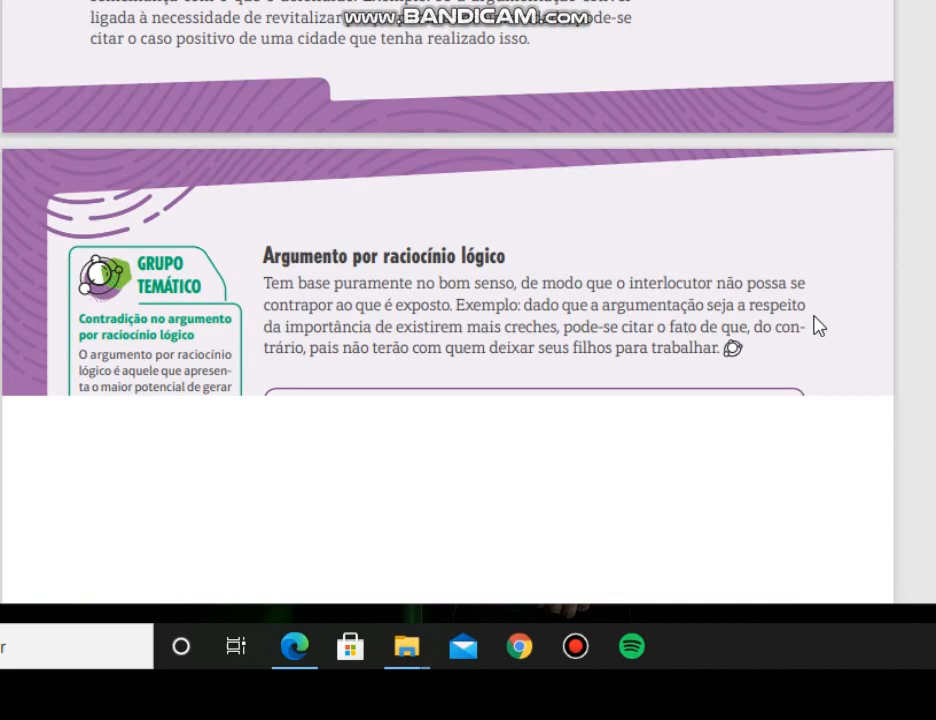 ligada à necessidade de revitalizar
www.BANDICAM.com
pode-se
citar o caso positivo de uma cidade que tenha realizado isso.
GRUPO
TEMÁTICO
Contradição no argumento
por raciocínio lógico
O argumento por raciocínio
lógico é aquele que apresen-
ta o maior potencial de gerar
Argumento por raciocínio lógico
Tem base puramente no bom senso, de modo que o interlocutor não possa se
contrapor ao que é exposto. Exemplo: dado que a argumentação seja a respeito
da importância de existirem mais creches, pode-se citar o fato de que, do con-
trário, pais não terão com quem deixar seus filhos para trabalhar.
r